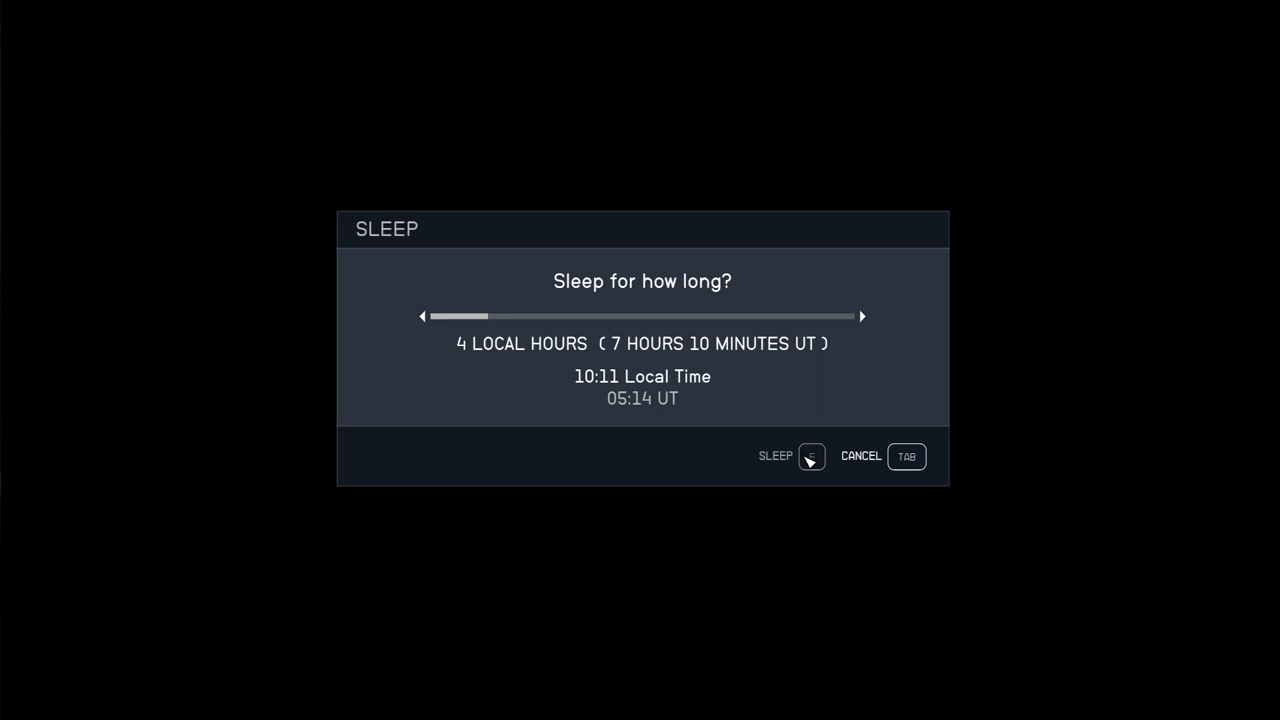 SLEEP
Sleep for how long?
4 LOCAL HOURS ( 7 HOURS 10 MINUTES UT )
10:11 Local Time
05:14 UT
SLEEP CANCEL TAB